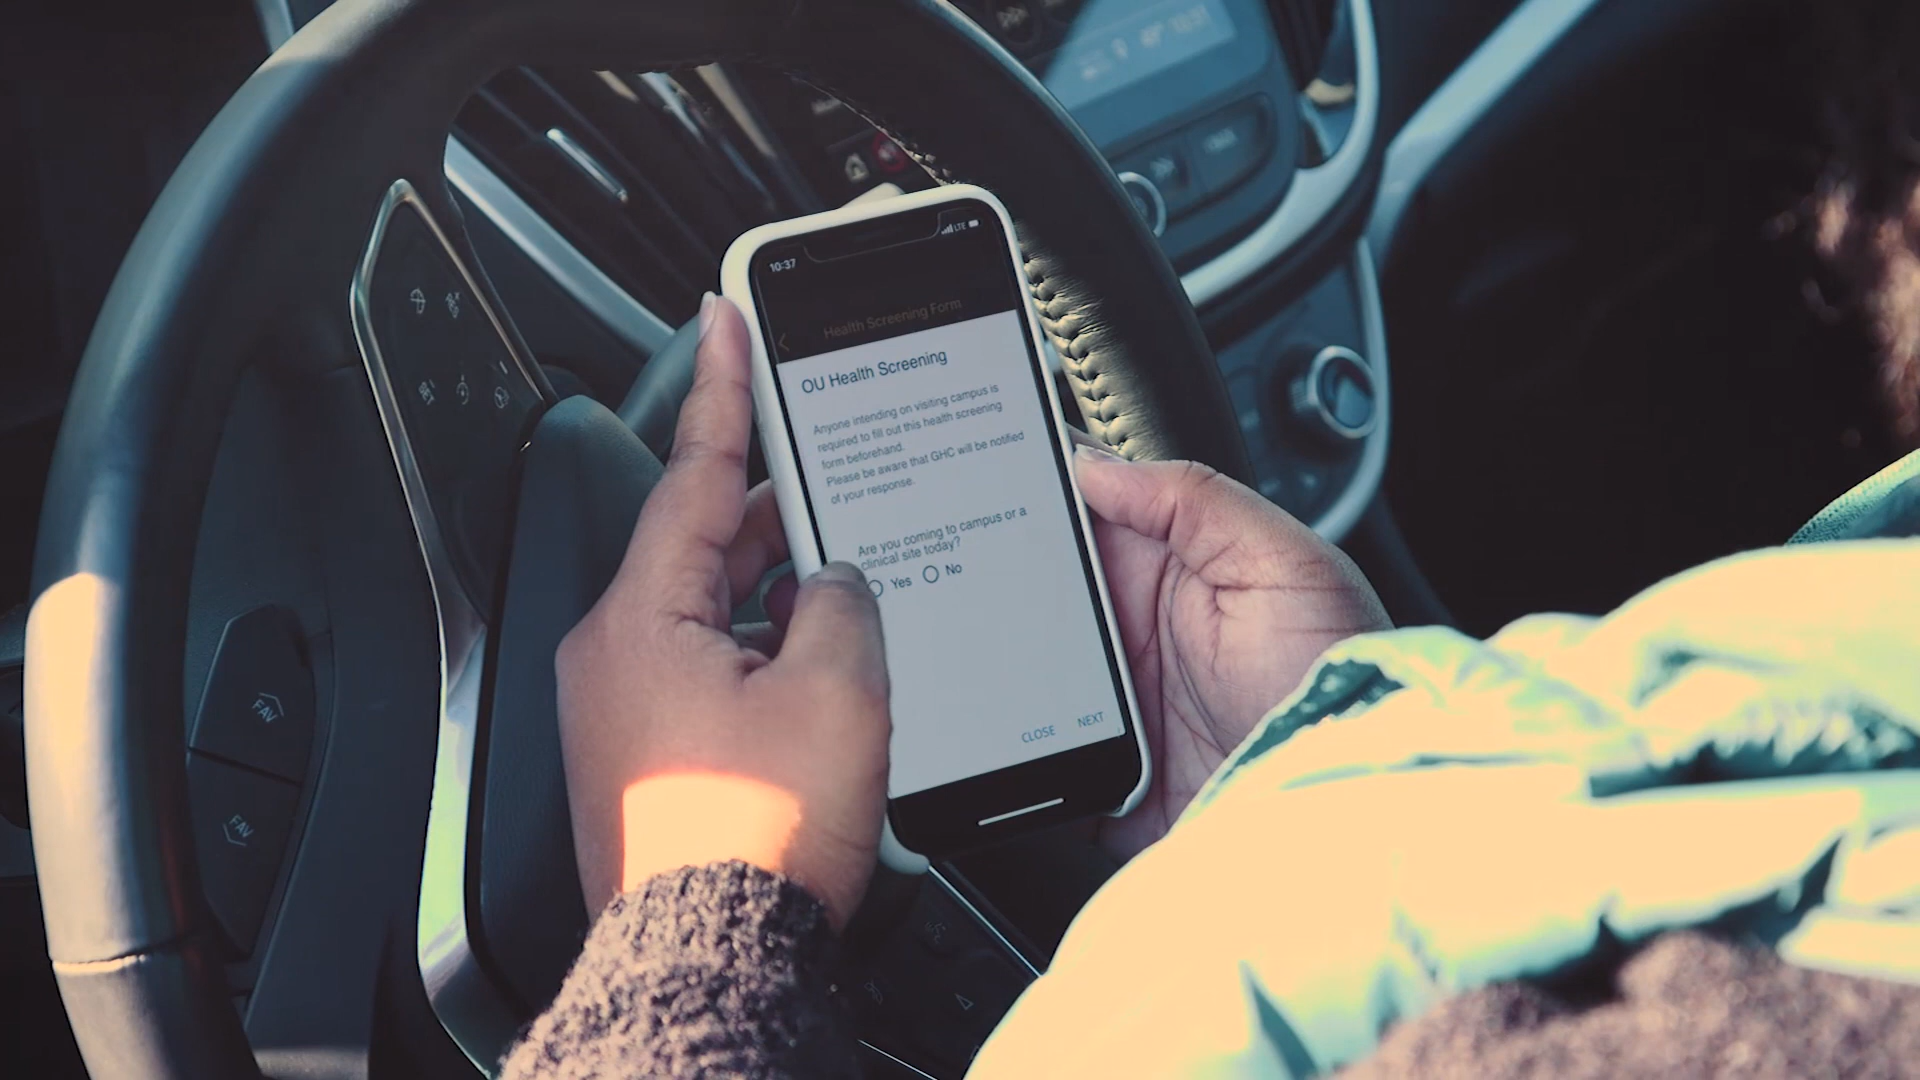 10:37
LTE
Health Screening Form
OU Health Screening
Anyone intending on visiting campus is
required to fill out this health screening
form beforehand.
Please be aware that GHC will be notified
of your response.
Are you coming to campus or a
clinical site today?
Yes No
CLOSE NEXT
FAV
FAV